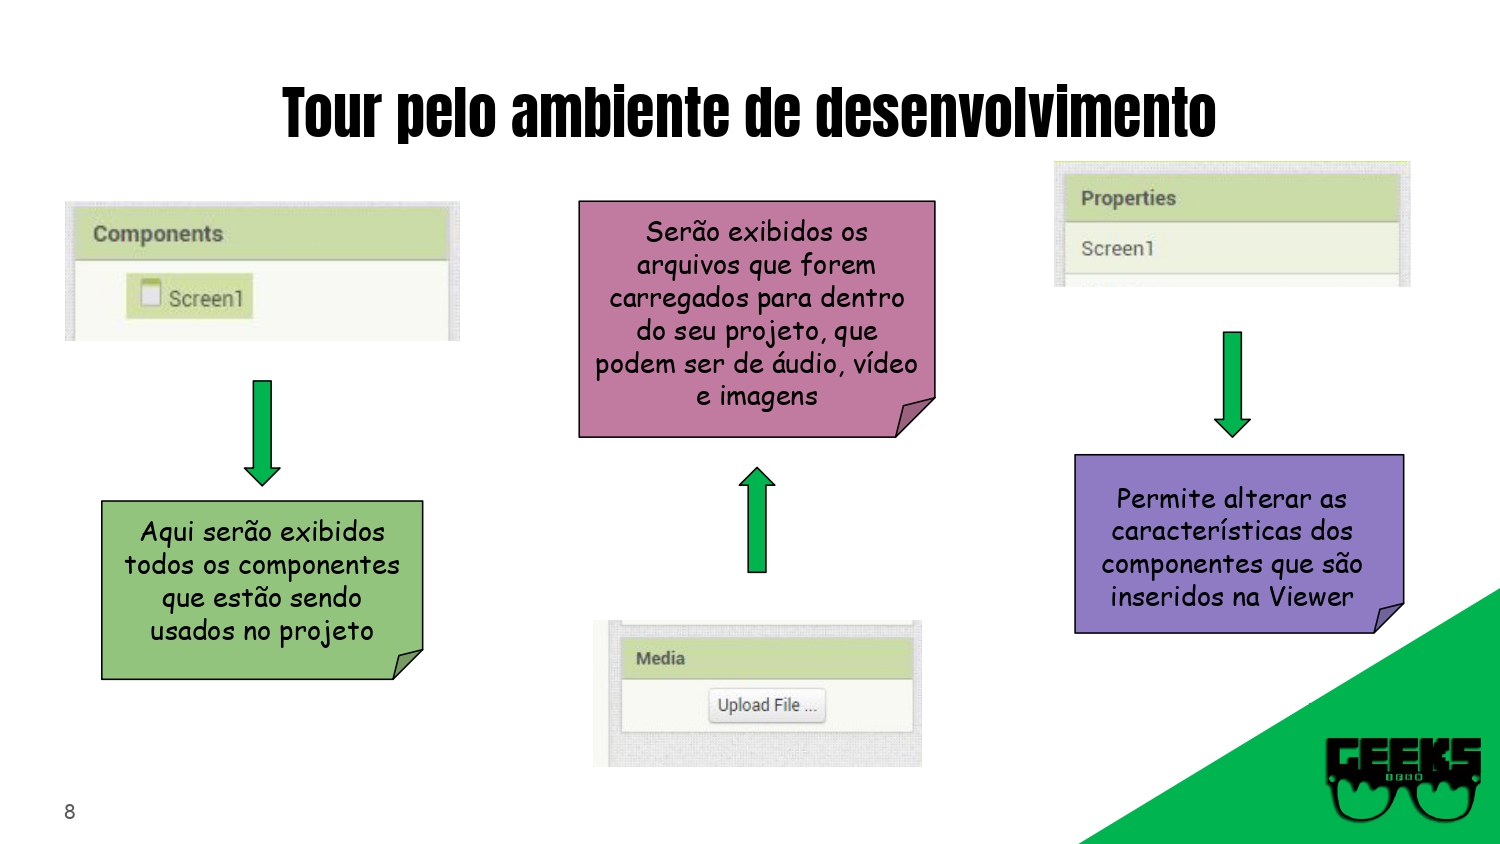 Tour pelo ambiente de desenvolvimento
Components
Screen1
Aqui serão exibidos
todos os componentes
que estão sendo
usados no projeto
Serão exibidos os
arquivos que forem
carregados para dentro
do seu projeto, que
podem ser de áudio, vídeo
e imagens
Media
Upload File ...
Properties
Screen1
Permite alterar as
características dos
componentes que são
inseridos na Viewer
GEEKS
8